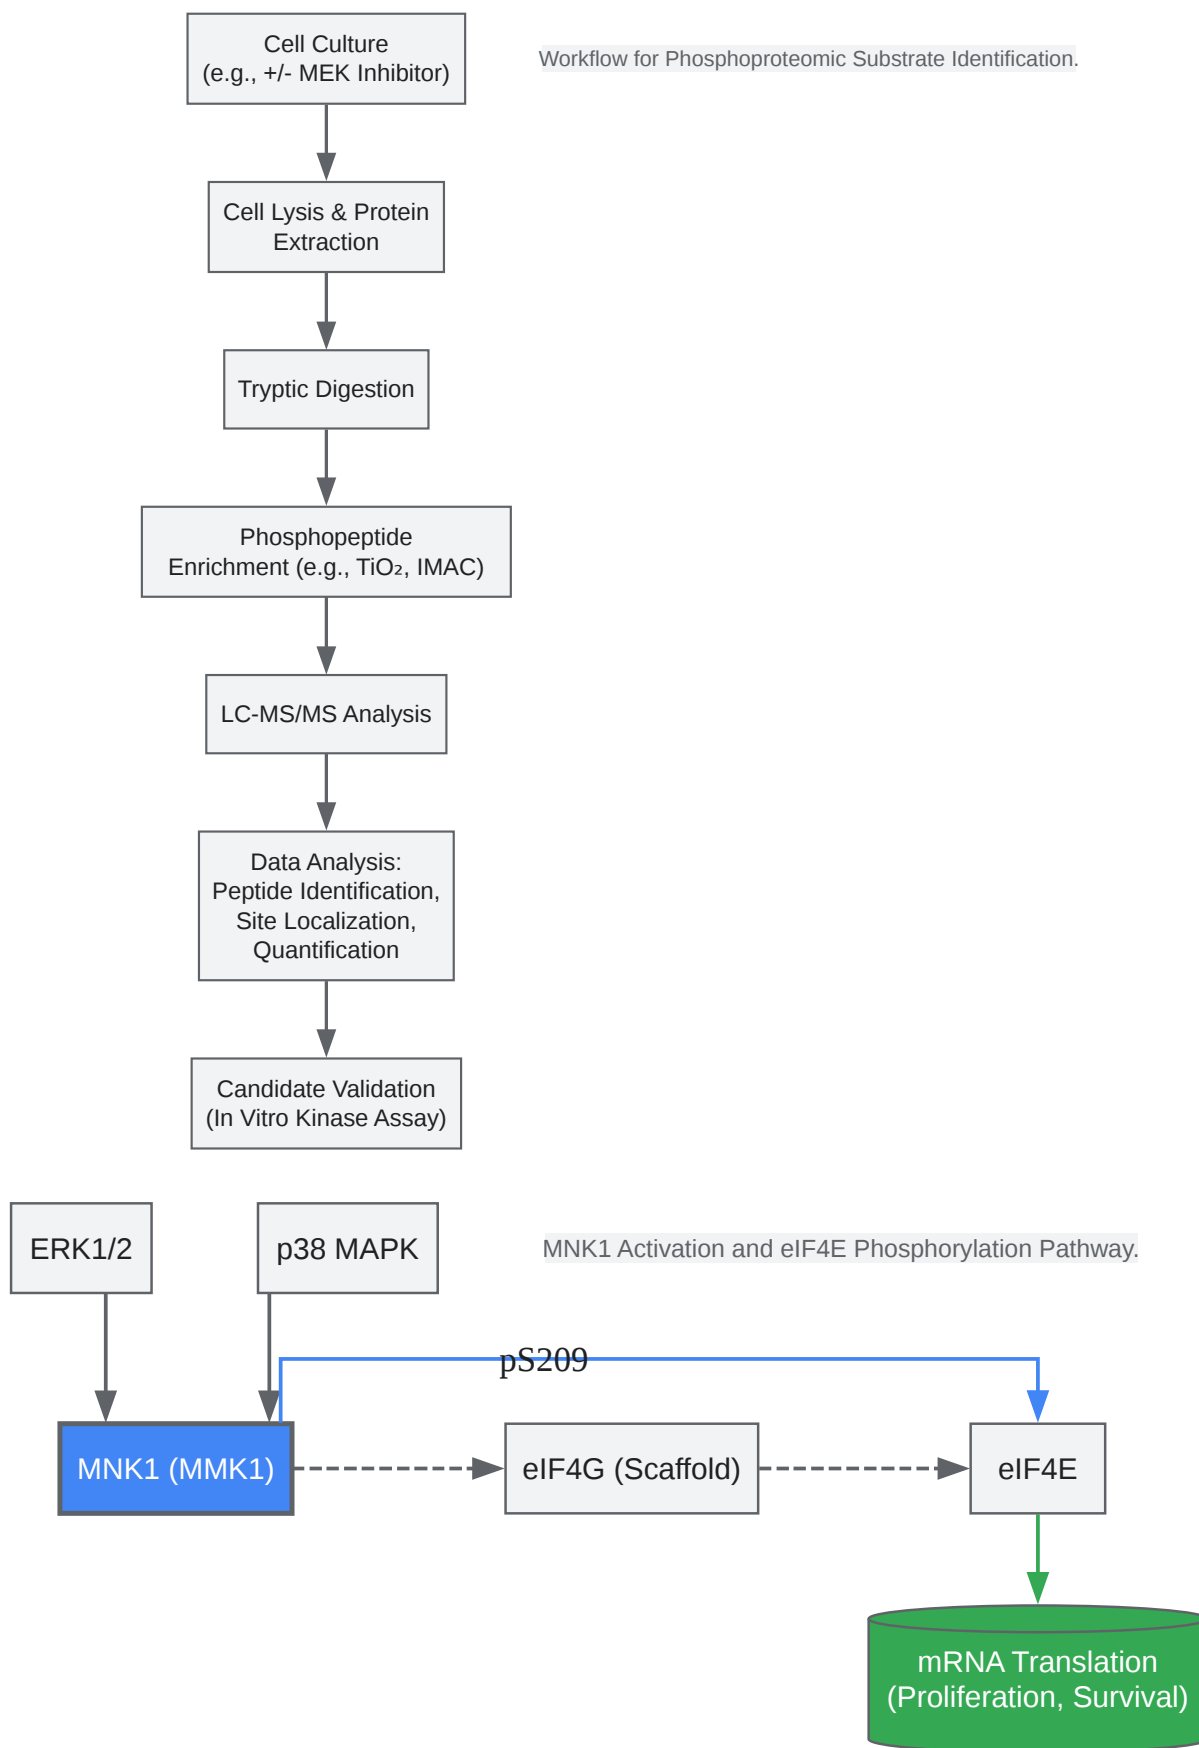 Cell Culture
(e.g., +/- MEK Inhibitor)
Workflow for Phosphoproteomic Substrate Identification.
Cell Lysis & Protein
Extraction
Tryptic Digestion
Phosphopeptide
Enrichment (e.g., TiO₂, IMAC)
LC-MS/MS Analysis
Data Analysis:
Peptide Identification,
Site Localization,
Quantification
Candidate Validation
(In Vitro Kinase Assay)
ERK1/2
p38 MAPK
MNK1 Activation and eIF4E Phosphorylation Pathway.
pS209
MNK1 (MMK1)
eIF4G (Scaffold)
eIF4E
mRNA Translation
(Proliferation, Survival)